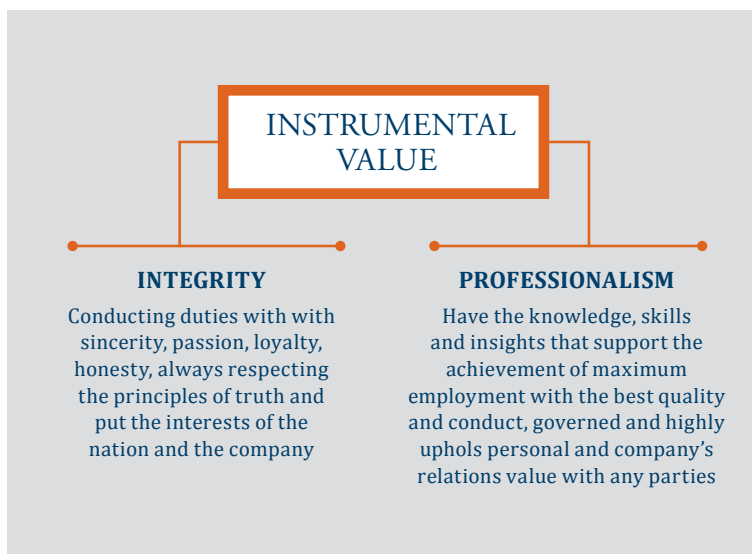 INSTRUMENTAL
VALUE
INTEGRITY
Conducting duties with with
sincerity, passion, loyalty,
honesty, always respecting
the principles of truth and
put the interests of the
nation and the company
PROFESSIONALISM
Have the knowledge, skills
and insights that support the
achievement of maximum
employment with the best quality
and conduct, governed and highly
uphols personal and company’s
relations value with any parties